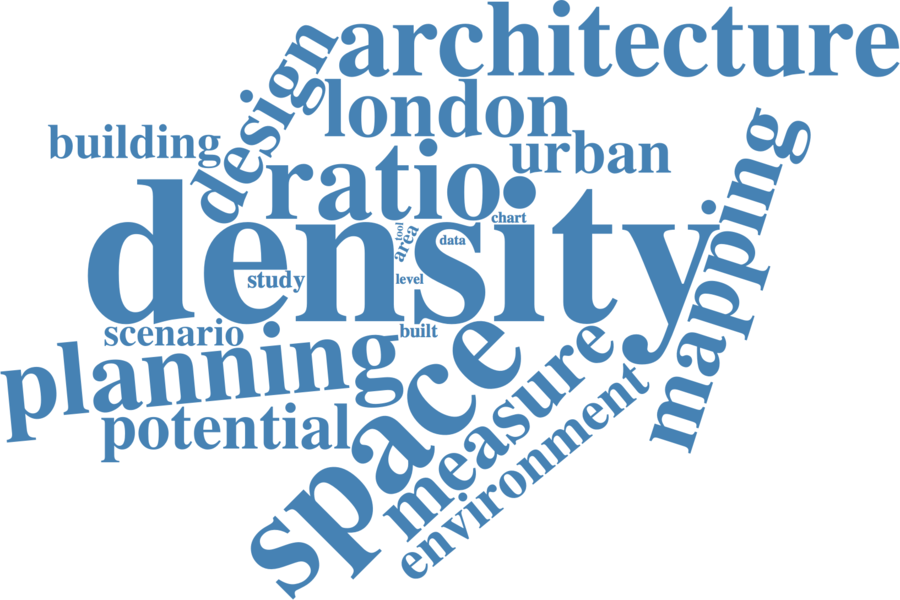 architecture
design
london
building
urban
ratio
mapping
density
chart
tool
area
data
study
level
scenario
built
planning
space
measure
potential
environment